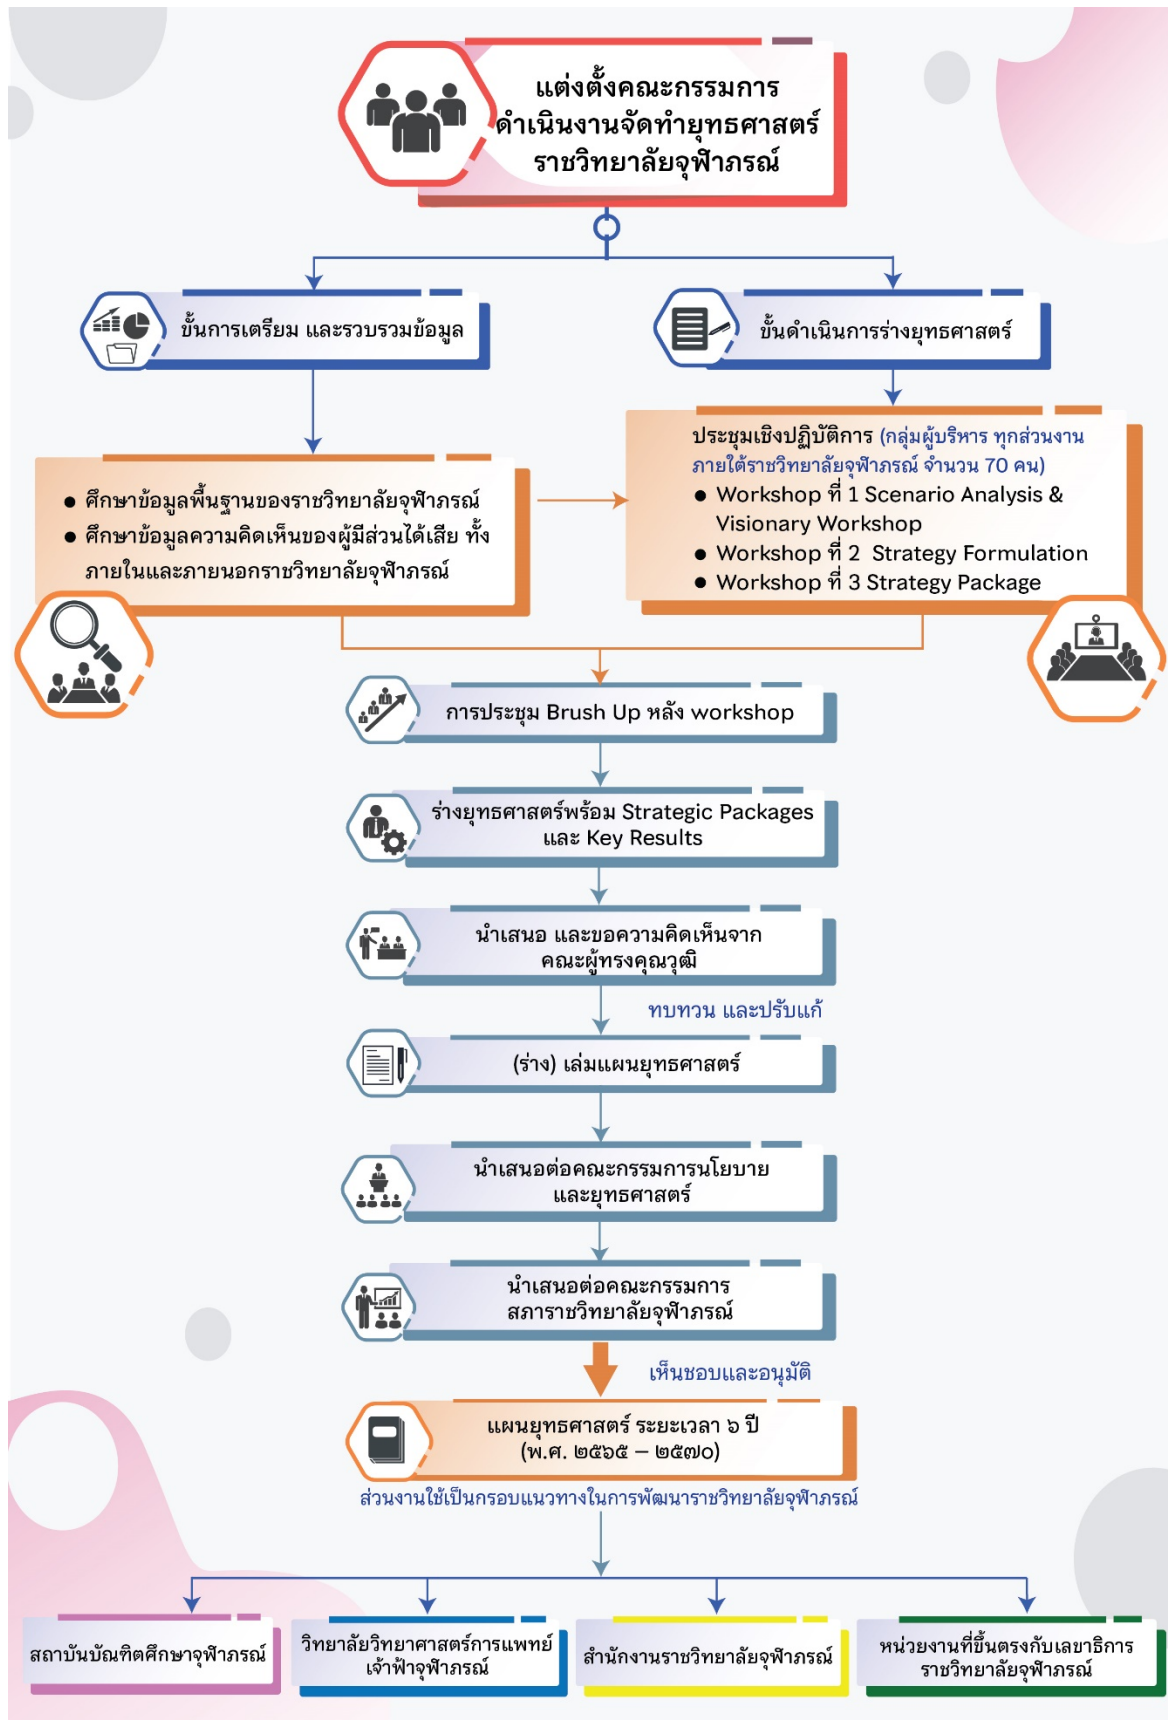 แต่งตั้งคณะกรรมการ
ดำเนินงานจัดทำยุทธศาสตร์
ราชวิทยาลัยจุฬาภรณ์
ขั้นการเตรียม และรวบรวมข้อมูล
ขั้นดำเนินการร่างยุทธศาสตร์
● ศึกษาข้อมูลพื้นฐานของราชวิทยาลัยจุฬาภรณ์
● ศึกษาข้อมูลความคิดเห็นของผู้มีส่วนได้เสีย ทั้ง
ภายในและภายนอกราชวิทยาลัยจุฬาภรณ์
ประชุมเชิงปฏิบัติการ (กลุ่มผู้บริหาร ทุกส่วนงาน
ภายใต้ราชวิทยาลัยจุฬาภรณ์ จำนวน 70 คน)
● Workshop ที่ 1 Scenario Analysis &
Visionary Workshop
● Workshop ที่ 2 Strategy Formulation
● Workshop ที่ 3 Strategy Package
การประชุม Brush Up หลัง workshop
ร่างยุทธศาสตร์พร้อม Strategic Packages
และ Key Results
นำเสนอ และขอความคิดเห็นจาก
คณะผู้ทรงคุณวุฒิ
ทบทวน และปรับแก้
(ร่าง) เล่มแผนยุทธศาสตร์
นำเสนอต่อคณะกรรมการนโยบาย
และยุทธศาสตร์
นำเสนอต่อคณะกรรมการ
สภาราชวิทยาลัยจุฬาภรณ์
เห็นชอบและอนุมัติ
แผนยุทธศาสตร์ ระยะเวลา ๖ ปี
(พ.ศ. ๒๕๖๕ – ๒๕๗๐)
ส่วนงานใช้เป็นกรอบแนวทางในการพัฒนาราชวิทยาลัยจุฬาภรณ์
สถาบันบัณฑิตศึกษาจุฬาภรณ์
วิทยาลัยวิทยาศาสตร์การแพทย์
เจ้าฟ้าจุฬาภรณ์
สำนักงานราชวิทยาลัยจุฬาภรณ์
หน่วยงานที่ขึ้นตรงกับเลขาธิการ
ราชวิทยาลัยจุฬาภรณ์